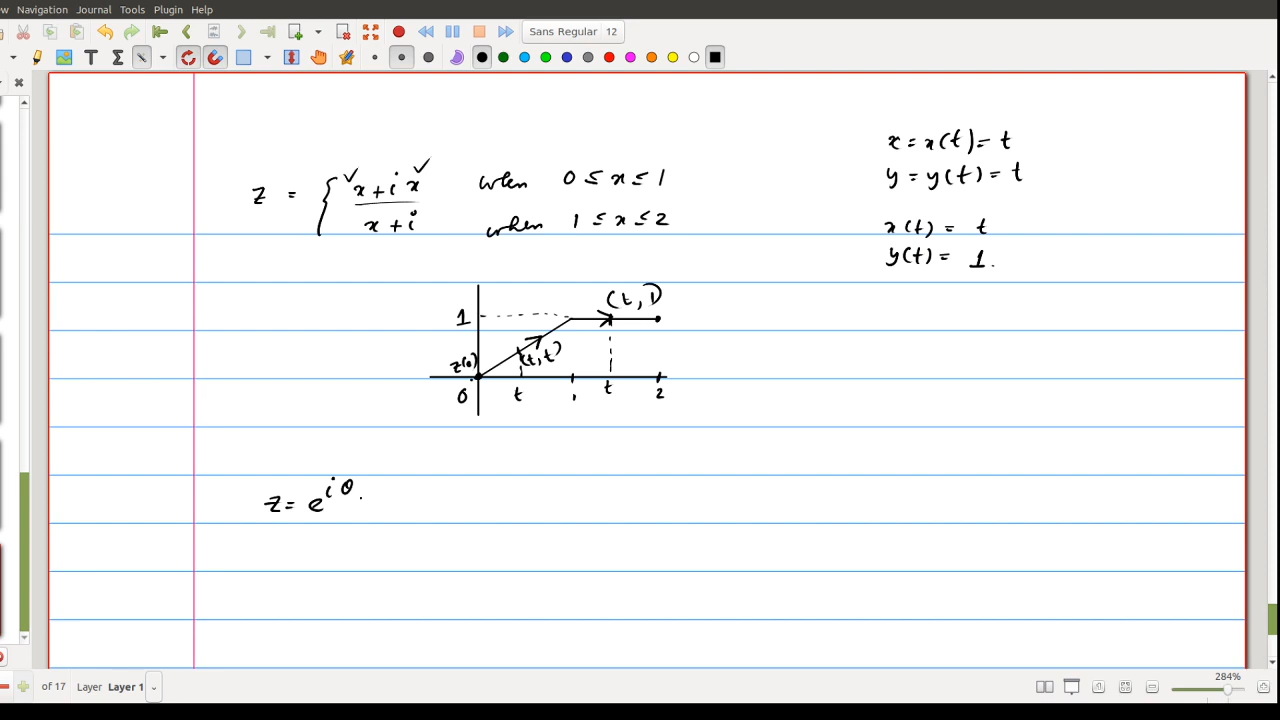 w Navigation Journal Tools Plugin Help
Sans Regular 12
z = { x + i x when 0 ≤ x ≤ 1
x + i when 1 ≤ x ≤ 2
x = x(t) = t
y = y(t) = t
x(t) = t
y(t) = 1.
(t, 1)
1
z(0) (t, t)
0 t 1 t 2
z = e^{iθ}.
of 17 Layer Layer 1
284%